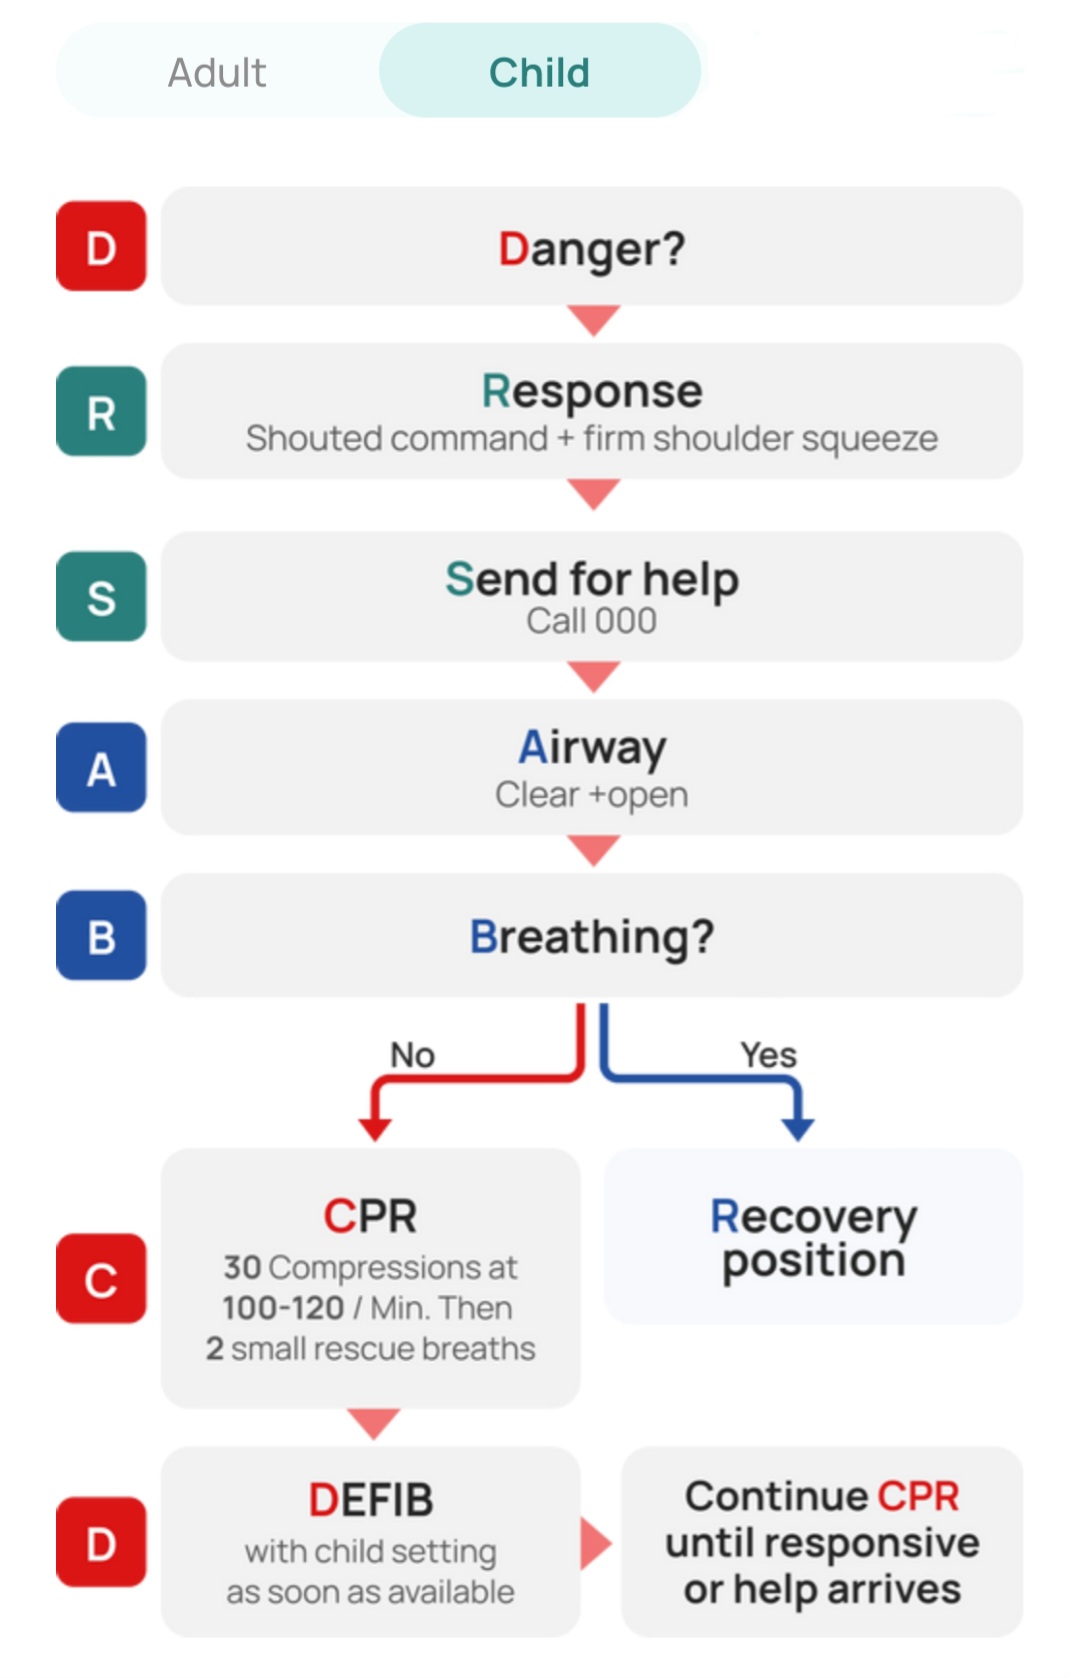 Adult
Child
D
Danger?
R
Response
Shouted command + firm shoulder squeeze
S
Send for help
Call 000
A
Airway
Clear +open
B
Breathing?
No
Yes
C
CPR
30 Compressions at
100-120 / Min. Then
2 small rescue breaths
Recovery
position
D
DEFIB
with child setting
as soon as available
Continue CPR
until responsive
or help arrives